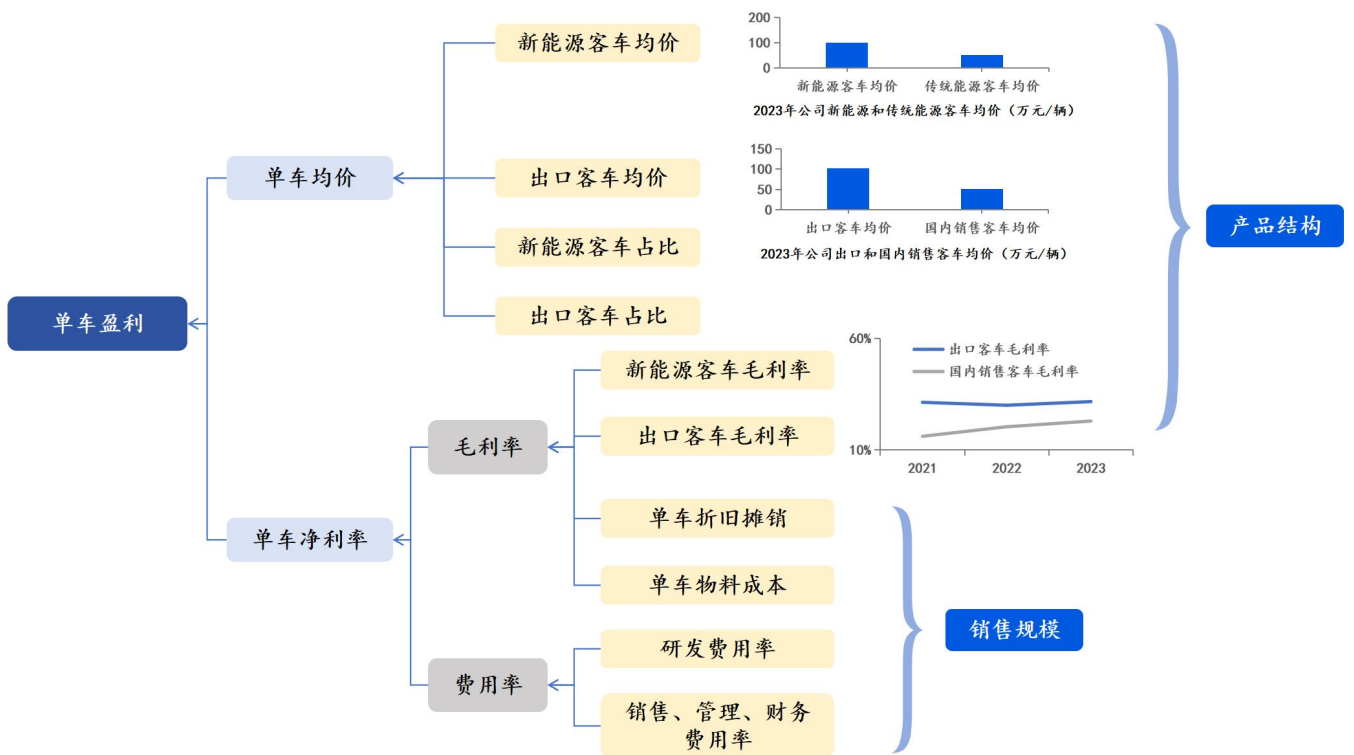 新能源客车均价
200
100
0
新能源客车均价
传统能源客车均价
2023年公司新能源和传统能源客车均价（万元/辆）
单车均价
出口客车均价
150
100
50
0
出口客车均价
国内销售客车均价
2023年公司出口和国内销售客车均价（万元/辆）
新能源客车占比
出口客车占比
产品结构
单车盈利
新能源客车毛利率
60%
10%
出口客车毛利率
国内销售客车毛利率
2021
2022
2023
毛利率
出口客车毛利率
单车折旧摊销
单车净利率
单车物料成本
销售规模
研发费用率
费用率
销售、管理、财务
费用率